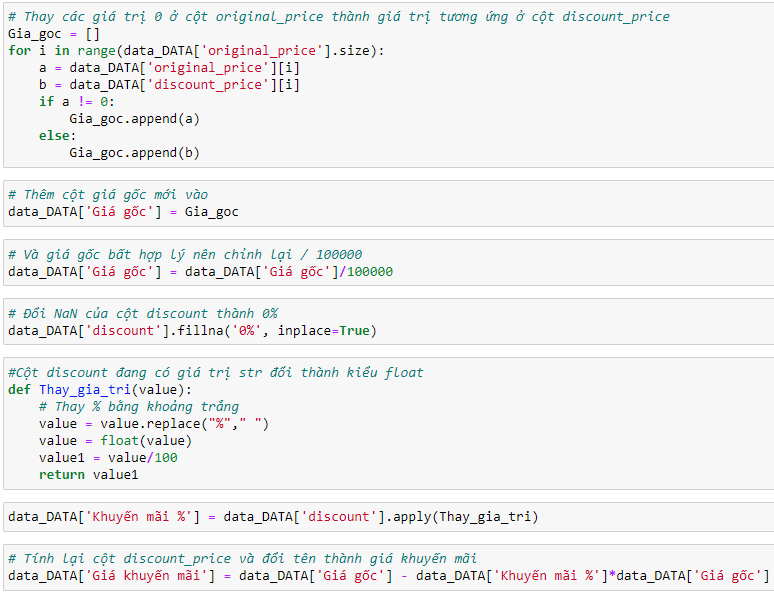 # Thay các giá trị 0 ở cột original_price thành giá trị tương ứng ở cột discount_price
Gia_goc = []
for i in range(data_DATA['original_price'].size):
    a = data_DATA['original_price'][i]
    b = data_DATA['discount_price'][i]
    if a != 0:
        Gia_goc.append(a)
    else:
        Gia_goc.append(b)
# Thêm cột giá gốc mới vào
data_DATA['Giá gốc'] = Gia_goc
# Và giá gốc bất hợp lý nên chỉnh lại / 100000
data_DATA['Giá gốc'] = data_DATA['Giá gốc']/100000
# Đổi NaN của cột discount thành 0%
data_DATA['discount'].fillna('0%', inplace=True)
#Cột discount đang có giá trị str đổi thành kiểu float
def Thay_gia_tri(value):
    # Thay % bằng khoảng trắng
    value = value.replace("%"," ")
    value = float(value)
    value1 = value/100
    return value1
data_DATA['Khuyến mãi %'] = data_DATA['discount'].apply(Thay_gia_tri)
# Tính lại cột discount_price và đổi tên thành giá khuyến mãi
data_DATA['Giá khuyến mãi'] = data_DATA['Giá gốc'] - data_DATA['Khuyến mãi %']*data_DATA['Giá gốc']